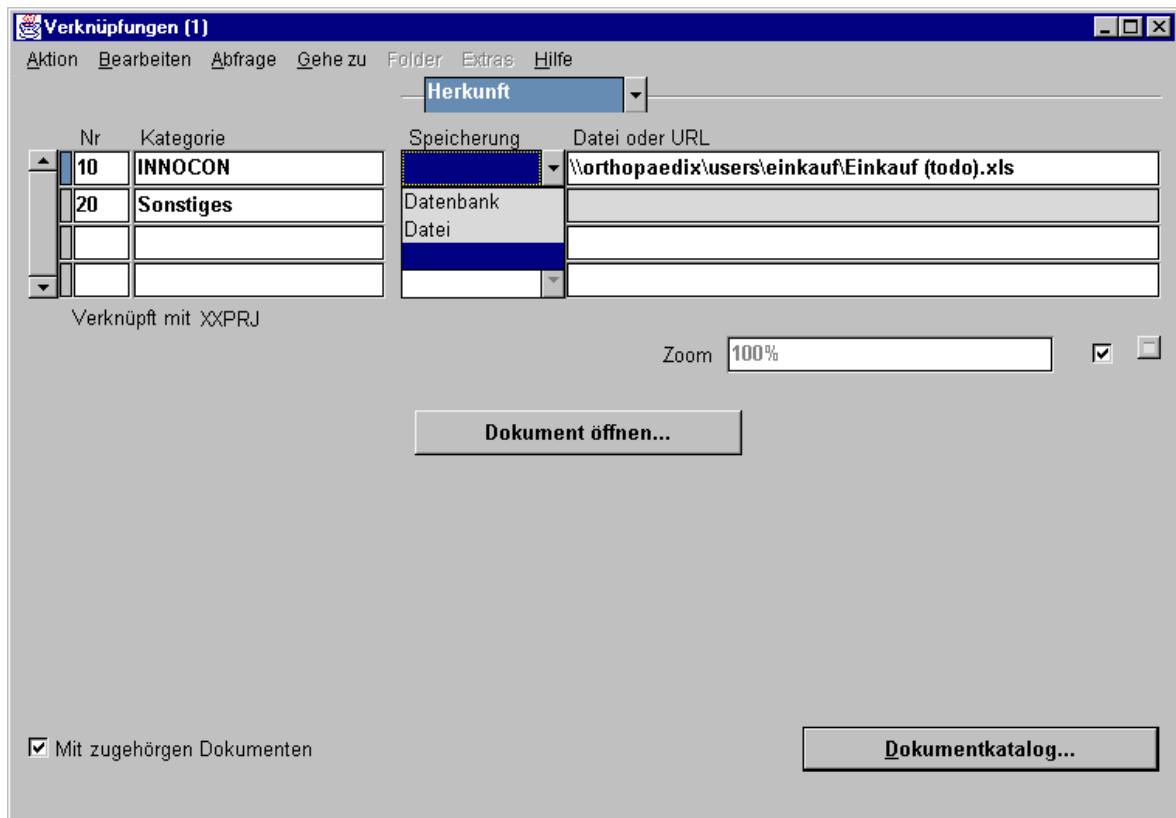 Verknüpfungen (1)
Aktion Bearbeiten Abfrage Gehe zu Folder Extras Hilfe
Herkunft
Nr Kategorie Speicherung Datei oder URL
10 INNOCON \\orthopaedix\users\einkauf\Einkauf (todo).xls
20 Sonstiges Datenbank
Datei
Verknüpft mit XXPRJ
Zoom 100%
Dokument öffnen...
Mit zugehörgen Dokumenten Dokumentkatalog...